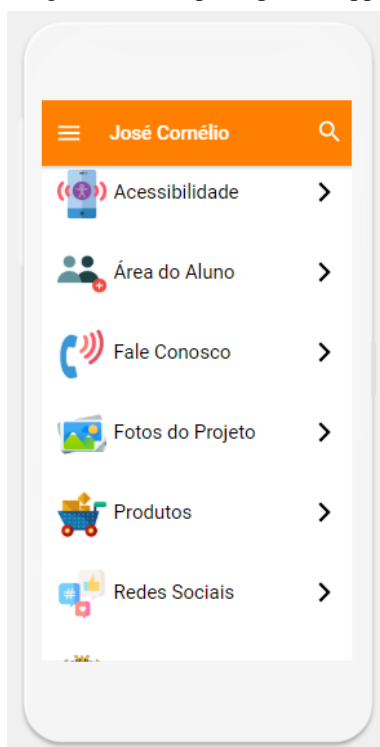 José Cornélio
Acessibilidade
Área do Aluno
Fale Conosco
Fotos do Projeto
Produtos
Redes Sociais